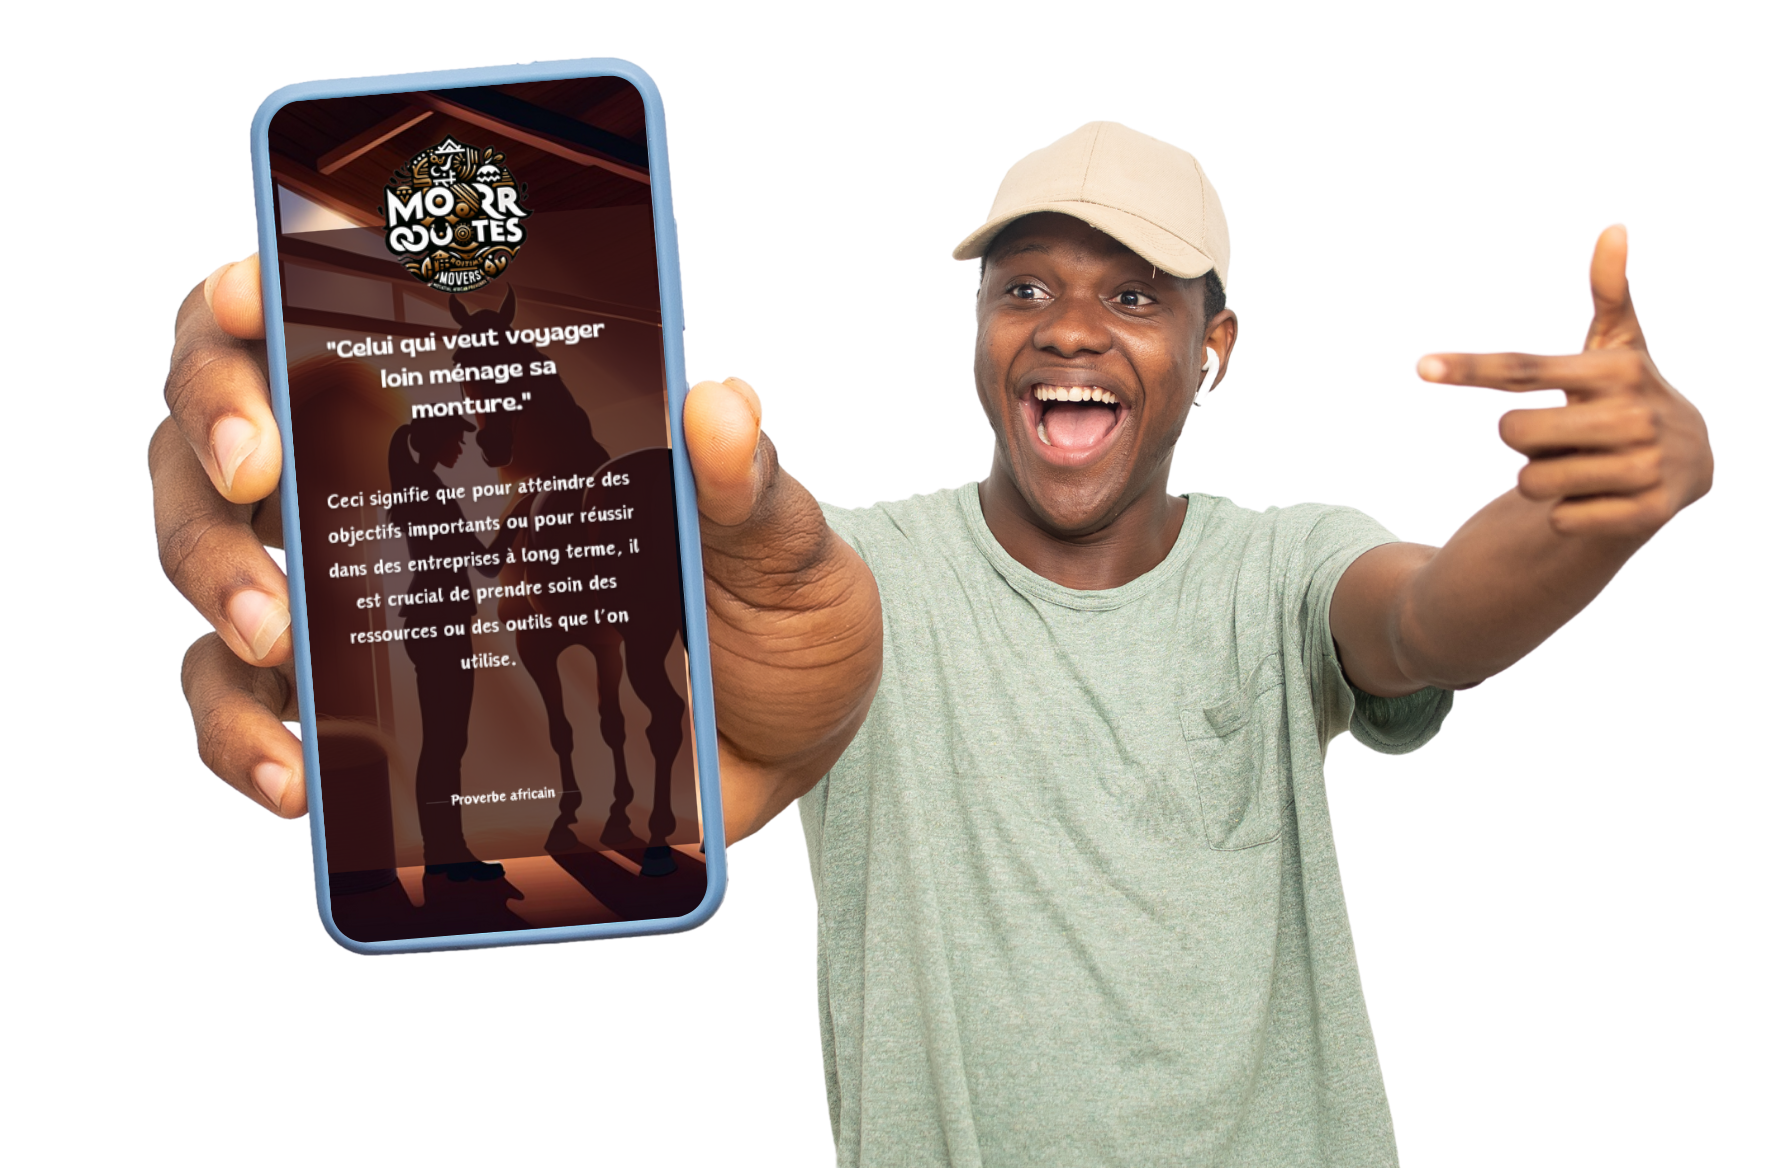 MOORR
QUOTES
MOVERS
"Celui qui veut voyager
loin ménage sa
monture."
Ceci signifie que pour atteindre des
objectifs importants ou pour réussir
dans des entreprises à long terme, il
est crucial de prendre soin des
ressources ou des outils que l'on
utilise.
Proverbe africain